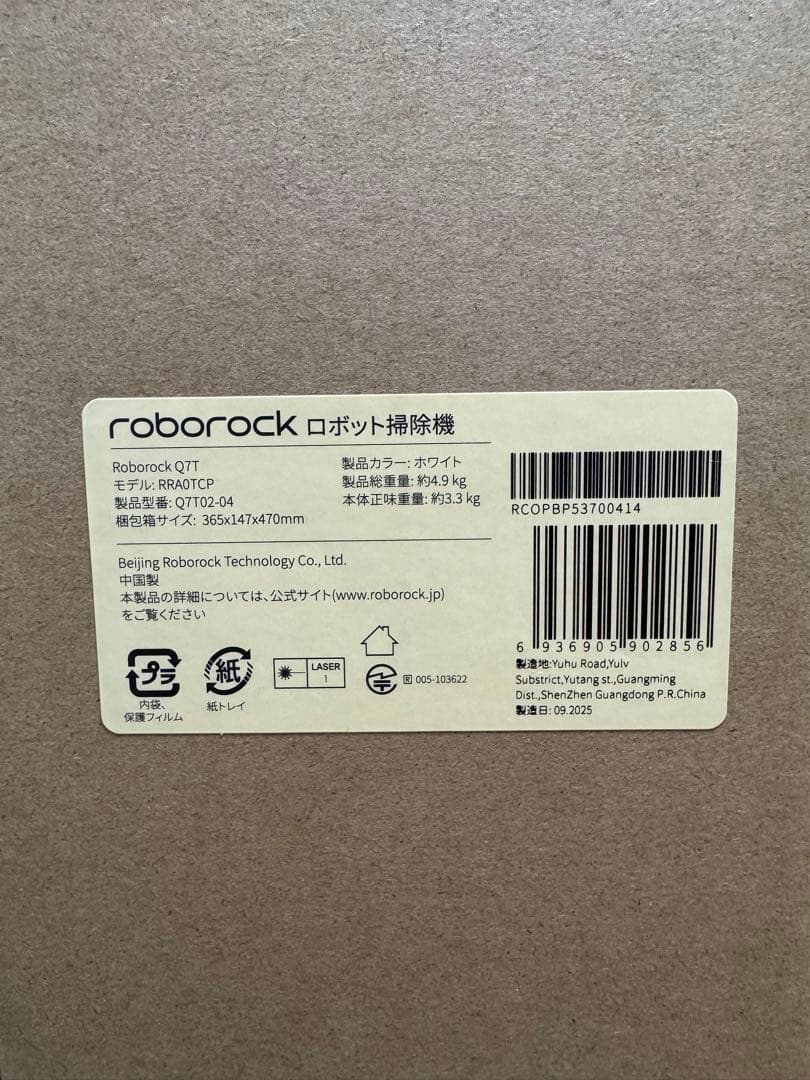 roborock ロボット掃除機
Roborock Q7T
モデル: RRA0TCP
製品型番: Q7T02-04
梱包箱サイズ: 365x147x470mm
製品カラー: ホワイト
製品総重量: 約4.9 kg
本体正味重量: 約3.3 kg
Beijing Roborock Technology Co., Ltd.
中国製
本製品の詳細については、公式サイト(www.roborock.jp)
をご覧ください
プラ
内袋、
保護フィルム
紙
紙トレイ
LASER
1
R 005-103622
RCOPBP53700414
6 936905 902856
製造地:Yuhu Road,Yulv
Substrict,Yutang st.,Guangming
Dist.,ShenZhen Guangdong P.R.China
製造日: 09.2025